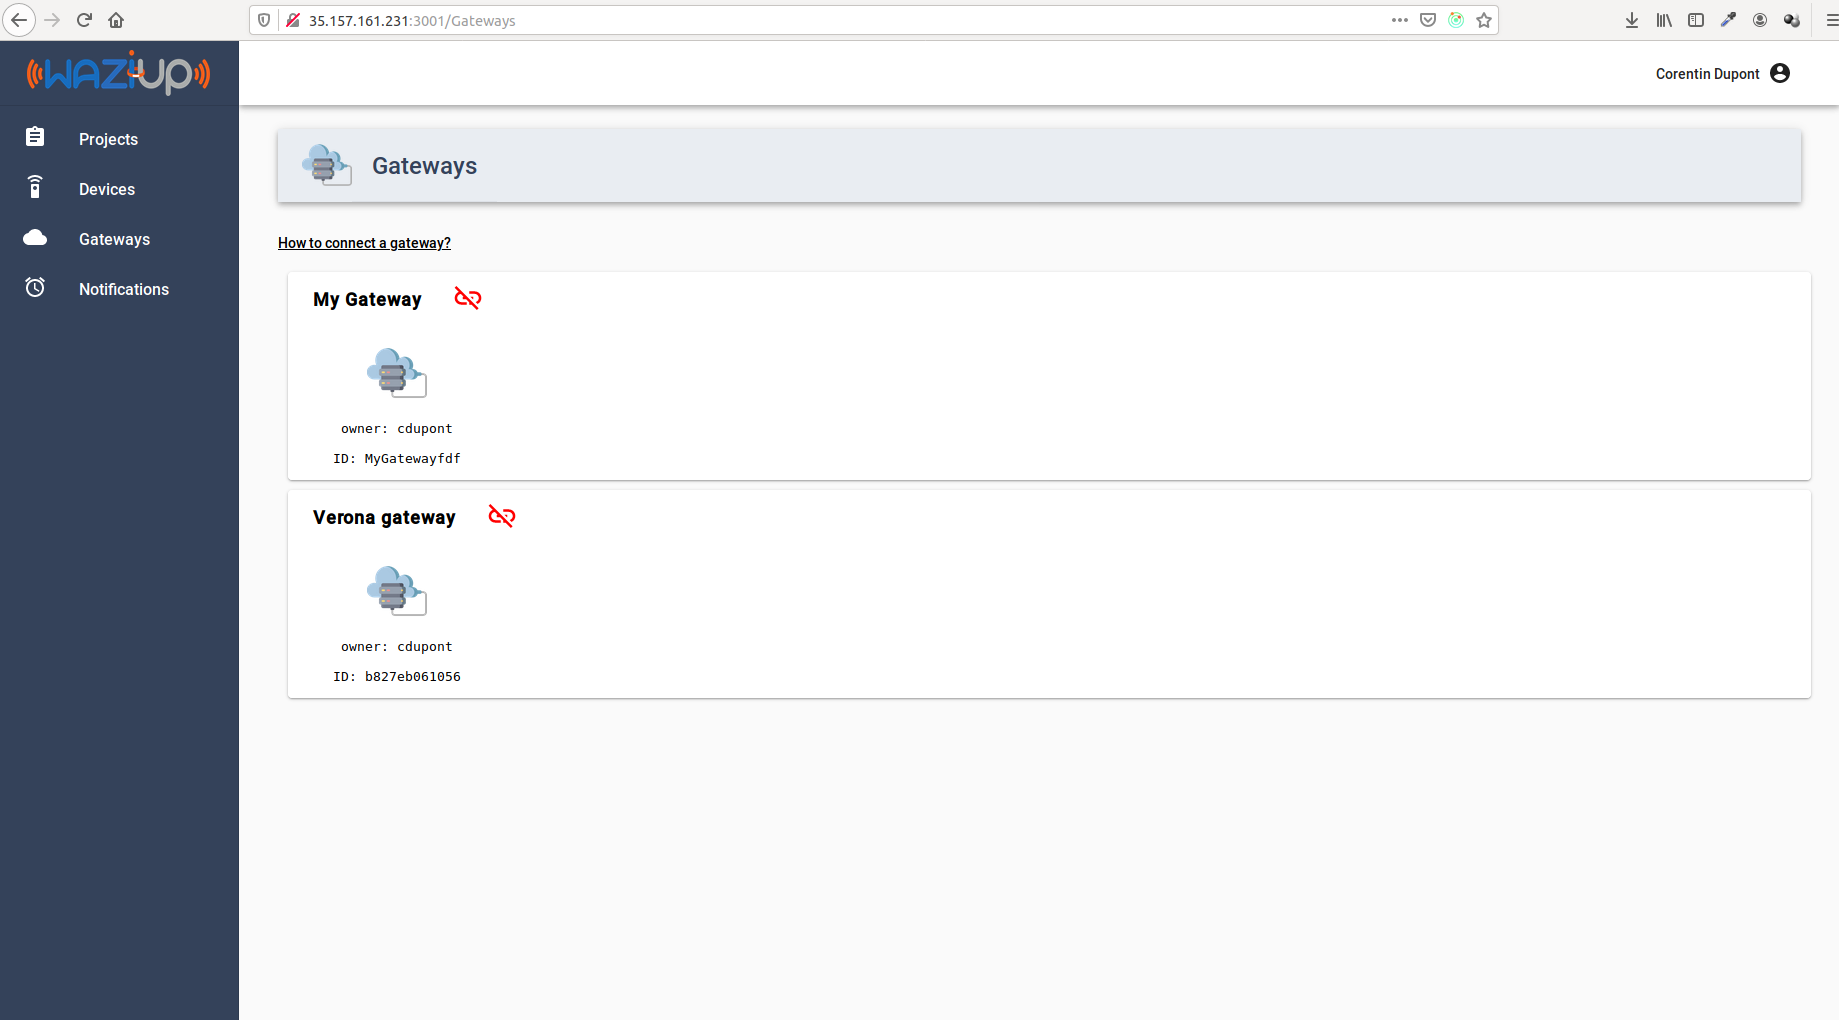 35.157.161.231:3001/Gateways
WAZIUP
Corentin Dupont
Projects
Devices
Gateways
Notifications
Gateways
How to connect a gateway?
My Gateway
owner: cdupont
ID: MyGatewayfdf
Verona gateway
owner: cdupont
ID: b827eb061056